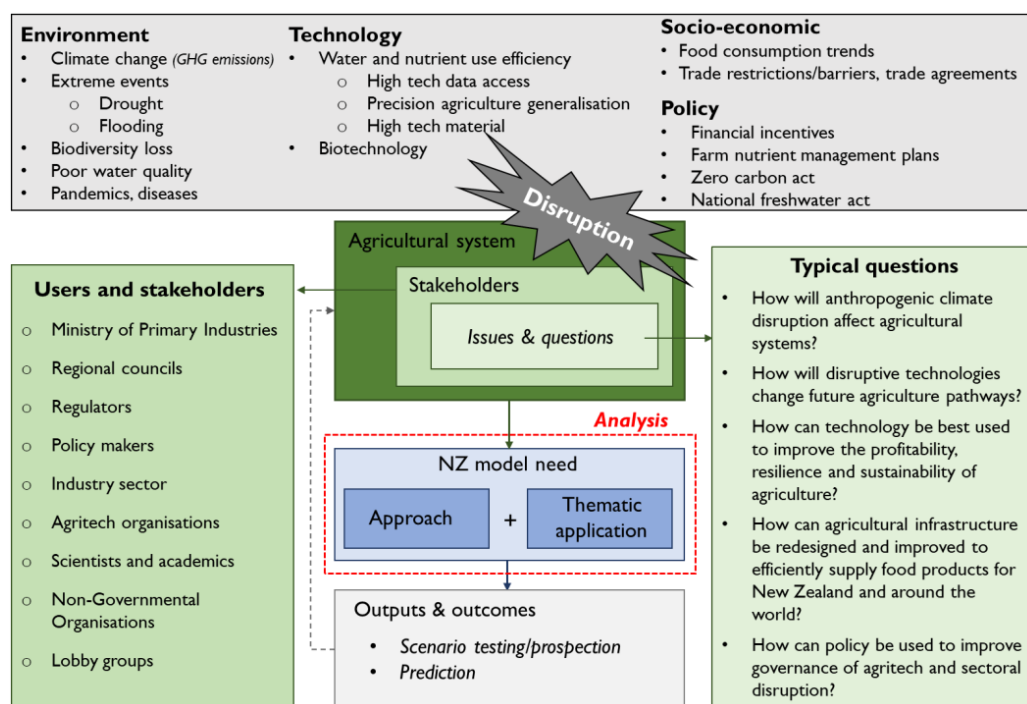 Environment
• Climate change (GHG emissions)
• Extreme events
o Drought
o Flooding
• Biodiversity loss
• Poor water quality
• Pandemics, diseases
Technology
• Water and nutrient use efficiency
o High tech data access
o Precision agriculture generalisation
o High tech material
• Biotechnology
Socio-economic
• Food consumption trends
• Trade restrictions/barriers, trade agreements
Policy
• Financial incentives
• Farm nutrient management plans
• Zero carbon act
• National freshwater act
Disruption
Agricultural system
Stakeholders
Issues & questions
Users and stakeholders
o Ministry of Primary Industries
o Regional councils
o Regulators
o Policy makers
o Industry sector
o Agritech organisations
o Scientists and academics
o Non-Governmental
Organisations
o Lobby groups
Analysis
NZ model need
Approach
+
Thematic
application
Outputs & outcomes
• Scenario testing/prospection
• Prediction
Typical questions
• How will anthropogenic climate
disruption affect agricultural
systems?
• How will disruptive technologies
change future agriculture pathways?
• How can technology be best used
to improve the profitability,
resilience and sustainability of
agriculture?
• How can agricultural infrastructure
be redesigned and improved to
efficiently supply food products for
New Zealand and around the
world?
• How can policy be used to improve
governance of agritech and sectoral
disruption?